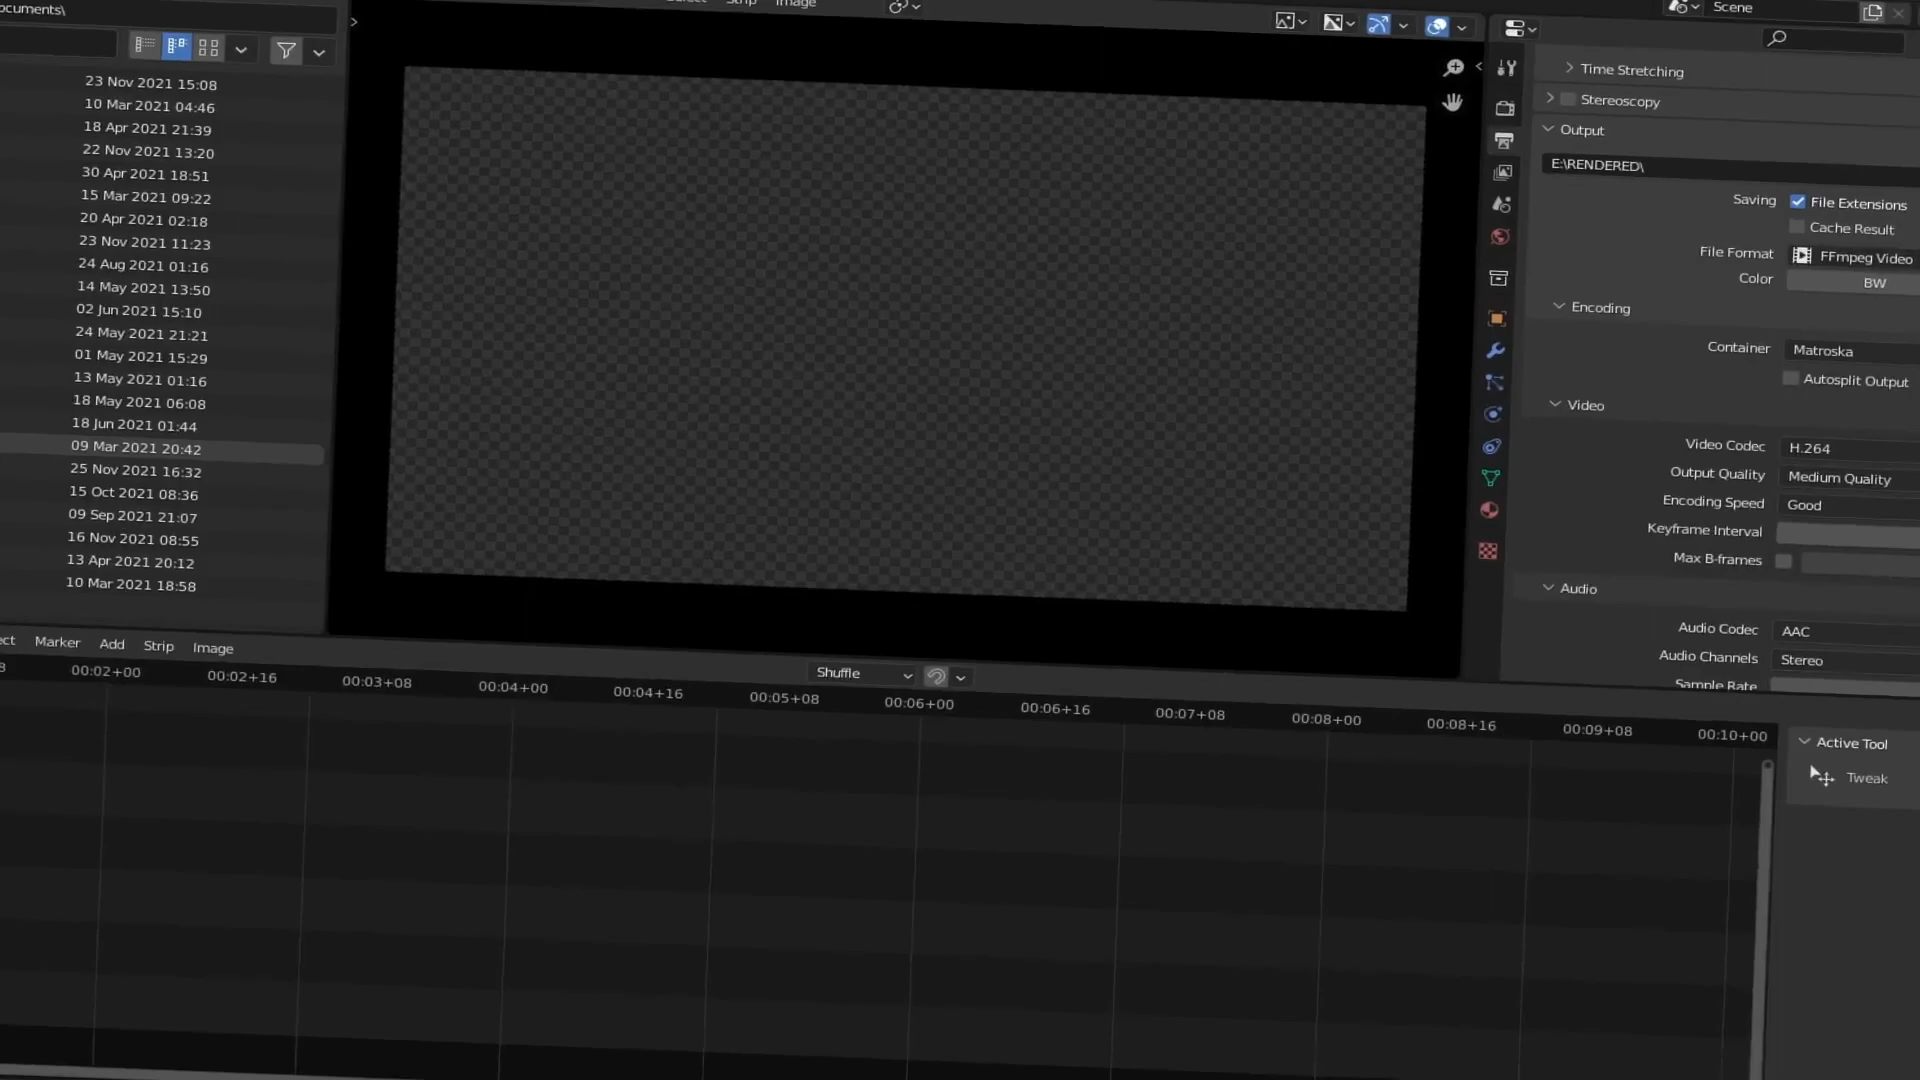 ocuments\
Strip
Image
Scene
23 Nov 2021 15:08
10 Mar 2021 04:46
18 Apr 2021 21:39
22 Nov 2021 13:20
30 Apr 2021 18:51
15 Mar 2021 09:22
20 Apr 2021 02:18
23 Nov 2021 11:23
24 Aug 2021 01:16
14 May 2021 13:50
02 Jun 2021 15:10
24 May 2021 21:21
01 May 2021 15:29
13 May 2021 01:16
18 May 2021 06:08
18 Jun 2021 01:44
09 Mar 2021 20:42
25 Nov 2021 16:32
15 Oct 2021 08:36
09 Sep 2021 21:07
16 Nov 2021 08:55
13 Apr 2021 20:12
10 Mar 2021 18:58
Time Stretching
Stereoscopy
Output
E:\RENDERED\
Saving File Extensions
Cache Result
File Format FFmpeg Video
Color BW
Encoding
Container Matroska
Autosplit Output
Video
Video Codec H.264
Output Quality Medium Quality
Encoding Speed Good
Keyframe Interval
Max B-frames
Audio
Audio Codec AAC
Audio Channels Stereo
Sample Rate
ect Marker Add Strip Image
Shuffle
8 00:02+00 00:02+16 00:03+08 00:04+00 00:04+16 00:05+08 00:06+00 00:06+16 00:07+08 00:08+00 00:08+16 00:09+08 00:10+00
Active Tool
Tweak